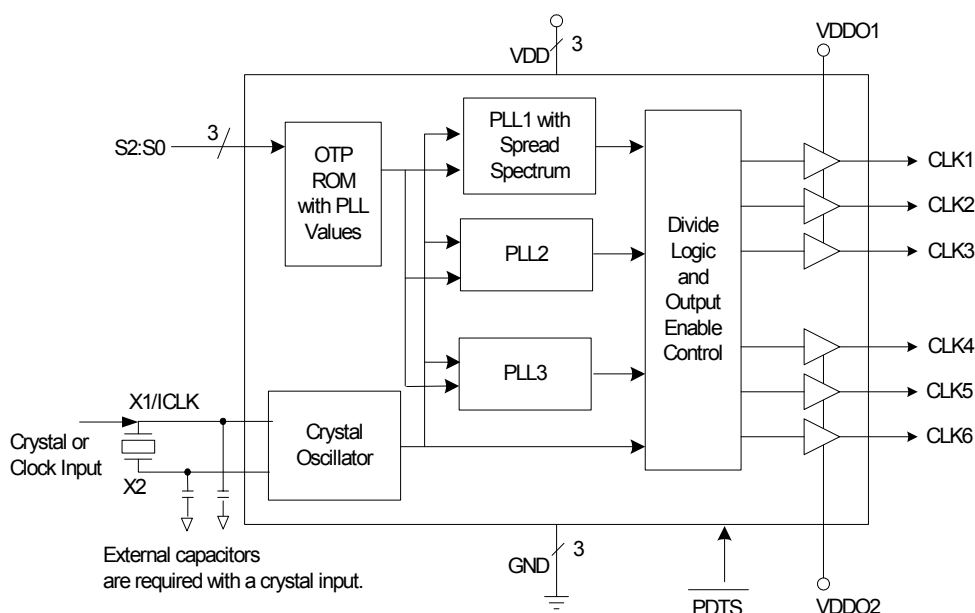 VDDO1
VDD
3
S2:S0
3
OTP
ROM
with PLL
Values
PLL1 with
Spread
Spectrum
PLL2
PLL3
Divide
Logic
and
Output
Enable
Control
CLK1
CLK2
CLK3
CLK4
CLK5
CLK6
X1/ICLK
Crystal or
Clock Input
X2
Crystal
Oscillator
External capacitors
are required with a crystal input.
GND
3
PDTS
VDDO2